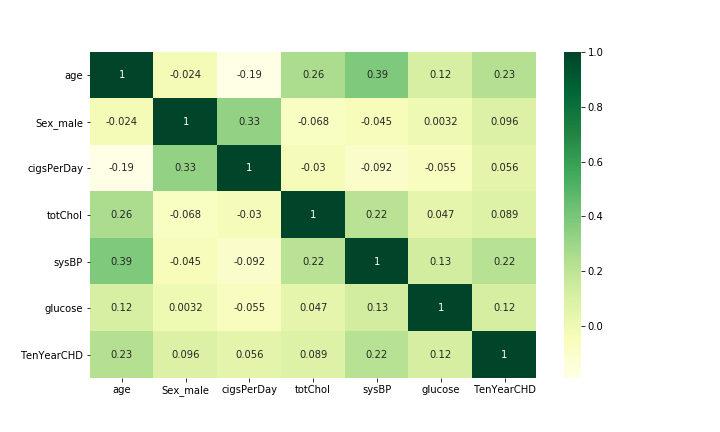 age 1 -0.024 -0.19 0.26 0.39 0.12 0.23
Sex_male -0.024 1 0.33 -0.068 -0.045 0.0032 0.096
cigsPerDay -0.19 0.33 1 -0.03 -0.092 -0.055 0.056
totChol 0.26 -0.068 -0.03 1 0.22 0.047 0.089
sysBP 0.39 -0.045 -0.092 0.22 1 0.13 0.22
glucose 0.12 0.0032 -0.055 0.047 0.13 1 0.12
TenYearCHD 0.23 0.096 0.056 0.089 0.22 0.12 1
age Sex_male cigsPerDay totChol sysBP glucose TenYearCHD
1.0
0.8
0.6
0.4
0.2
0.0